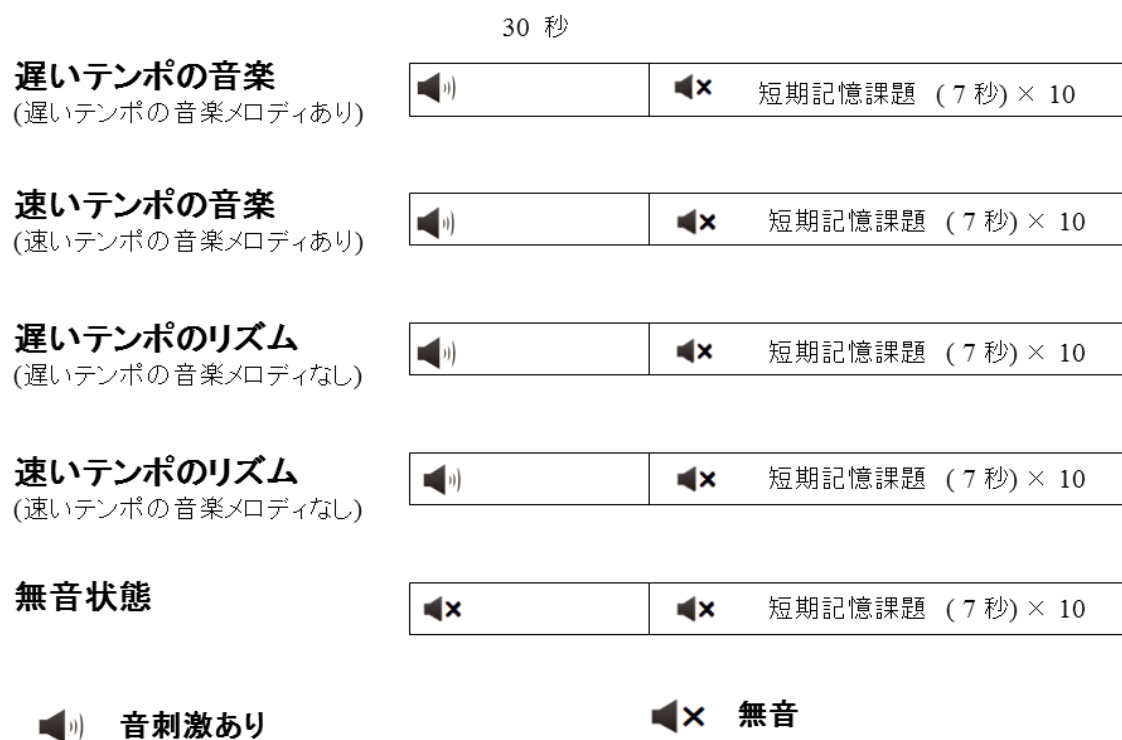 30 秒
遅いテンポの音楽
(遅いテンポの音楽メロディあり)
短期記憶課題 (7秒)× 10
速いテンポの音楽
(速いテンポの音楽メロディあり)
短期記憶課題 (7秒)× 10
遅いテンポのリズム
(遅いテンポの音楽メロディなし)
短期記憶課題 (7秒)× 10
速いテンポのリズム
(速いテンポの音楽メロディなし)
短期記憶課題 (7秒)× 10
無音状態
短期記憶課題 (7秒)× 10
音刺激あり
無音